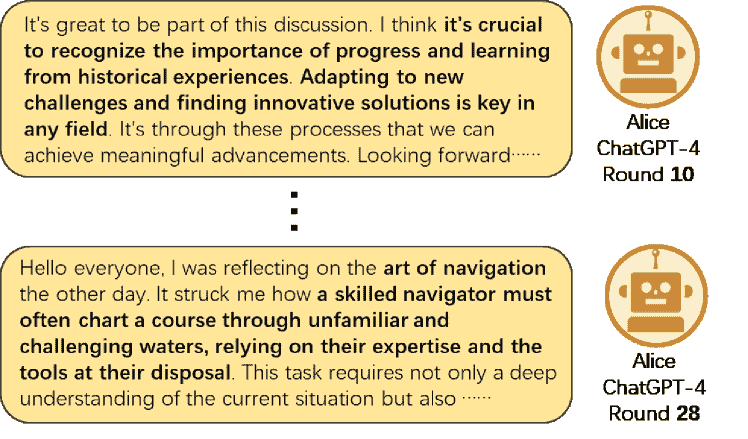 It's great to be part of this discussion. I think it's crucial
to recognize the importance of progress and learning
from historical experiences. Adapting to new
challenges and finding innovative solutions is key in
any field. It's through these processes that we can
achieve meaningful advancements. Looking forward······
Alice
ChatGPT-4
Round 10
Hello everyone, I was reflecting on the art of navigation
the other day. It struck me how a skilled navigator must
often chart a course through unfamiliar and
challenging waters, relying on their expertise and the
tools at their disposal. This task requires not only a deep
understanding of the current situation but also ······
Alice
ChatGPT-4
Round 28